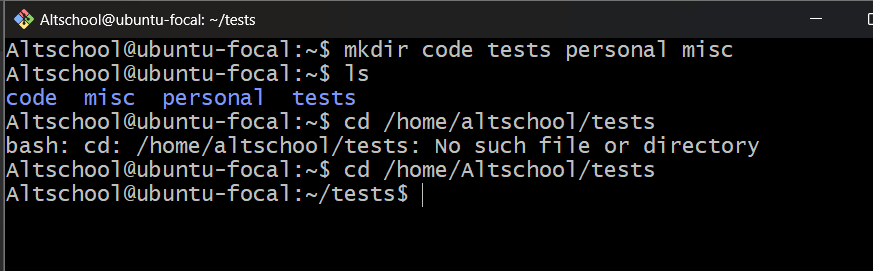 Altschool@ubuntu-focal: ~/tests
Altschool@ubuntu-focal:~$ mkdir code tests personal misc
Altschool@ubuntu-focal:~$ ls
code  misc  personal  tests
Altschool@ubuntu-focal:~$ cd /home/altschool/tests
bash: cd: /home/altschool/tests: No such file or directory
Altschool@ubuntu-focal:~$ cd /home/Altschool/tests
Altschool@ubuntu-focal:~/tests$